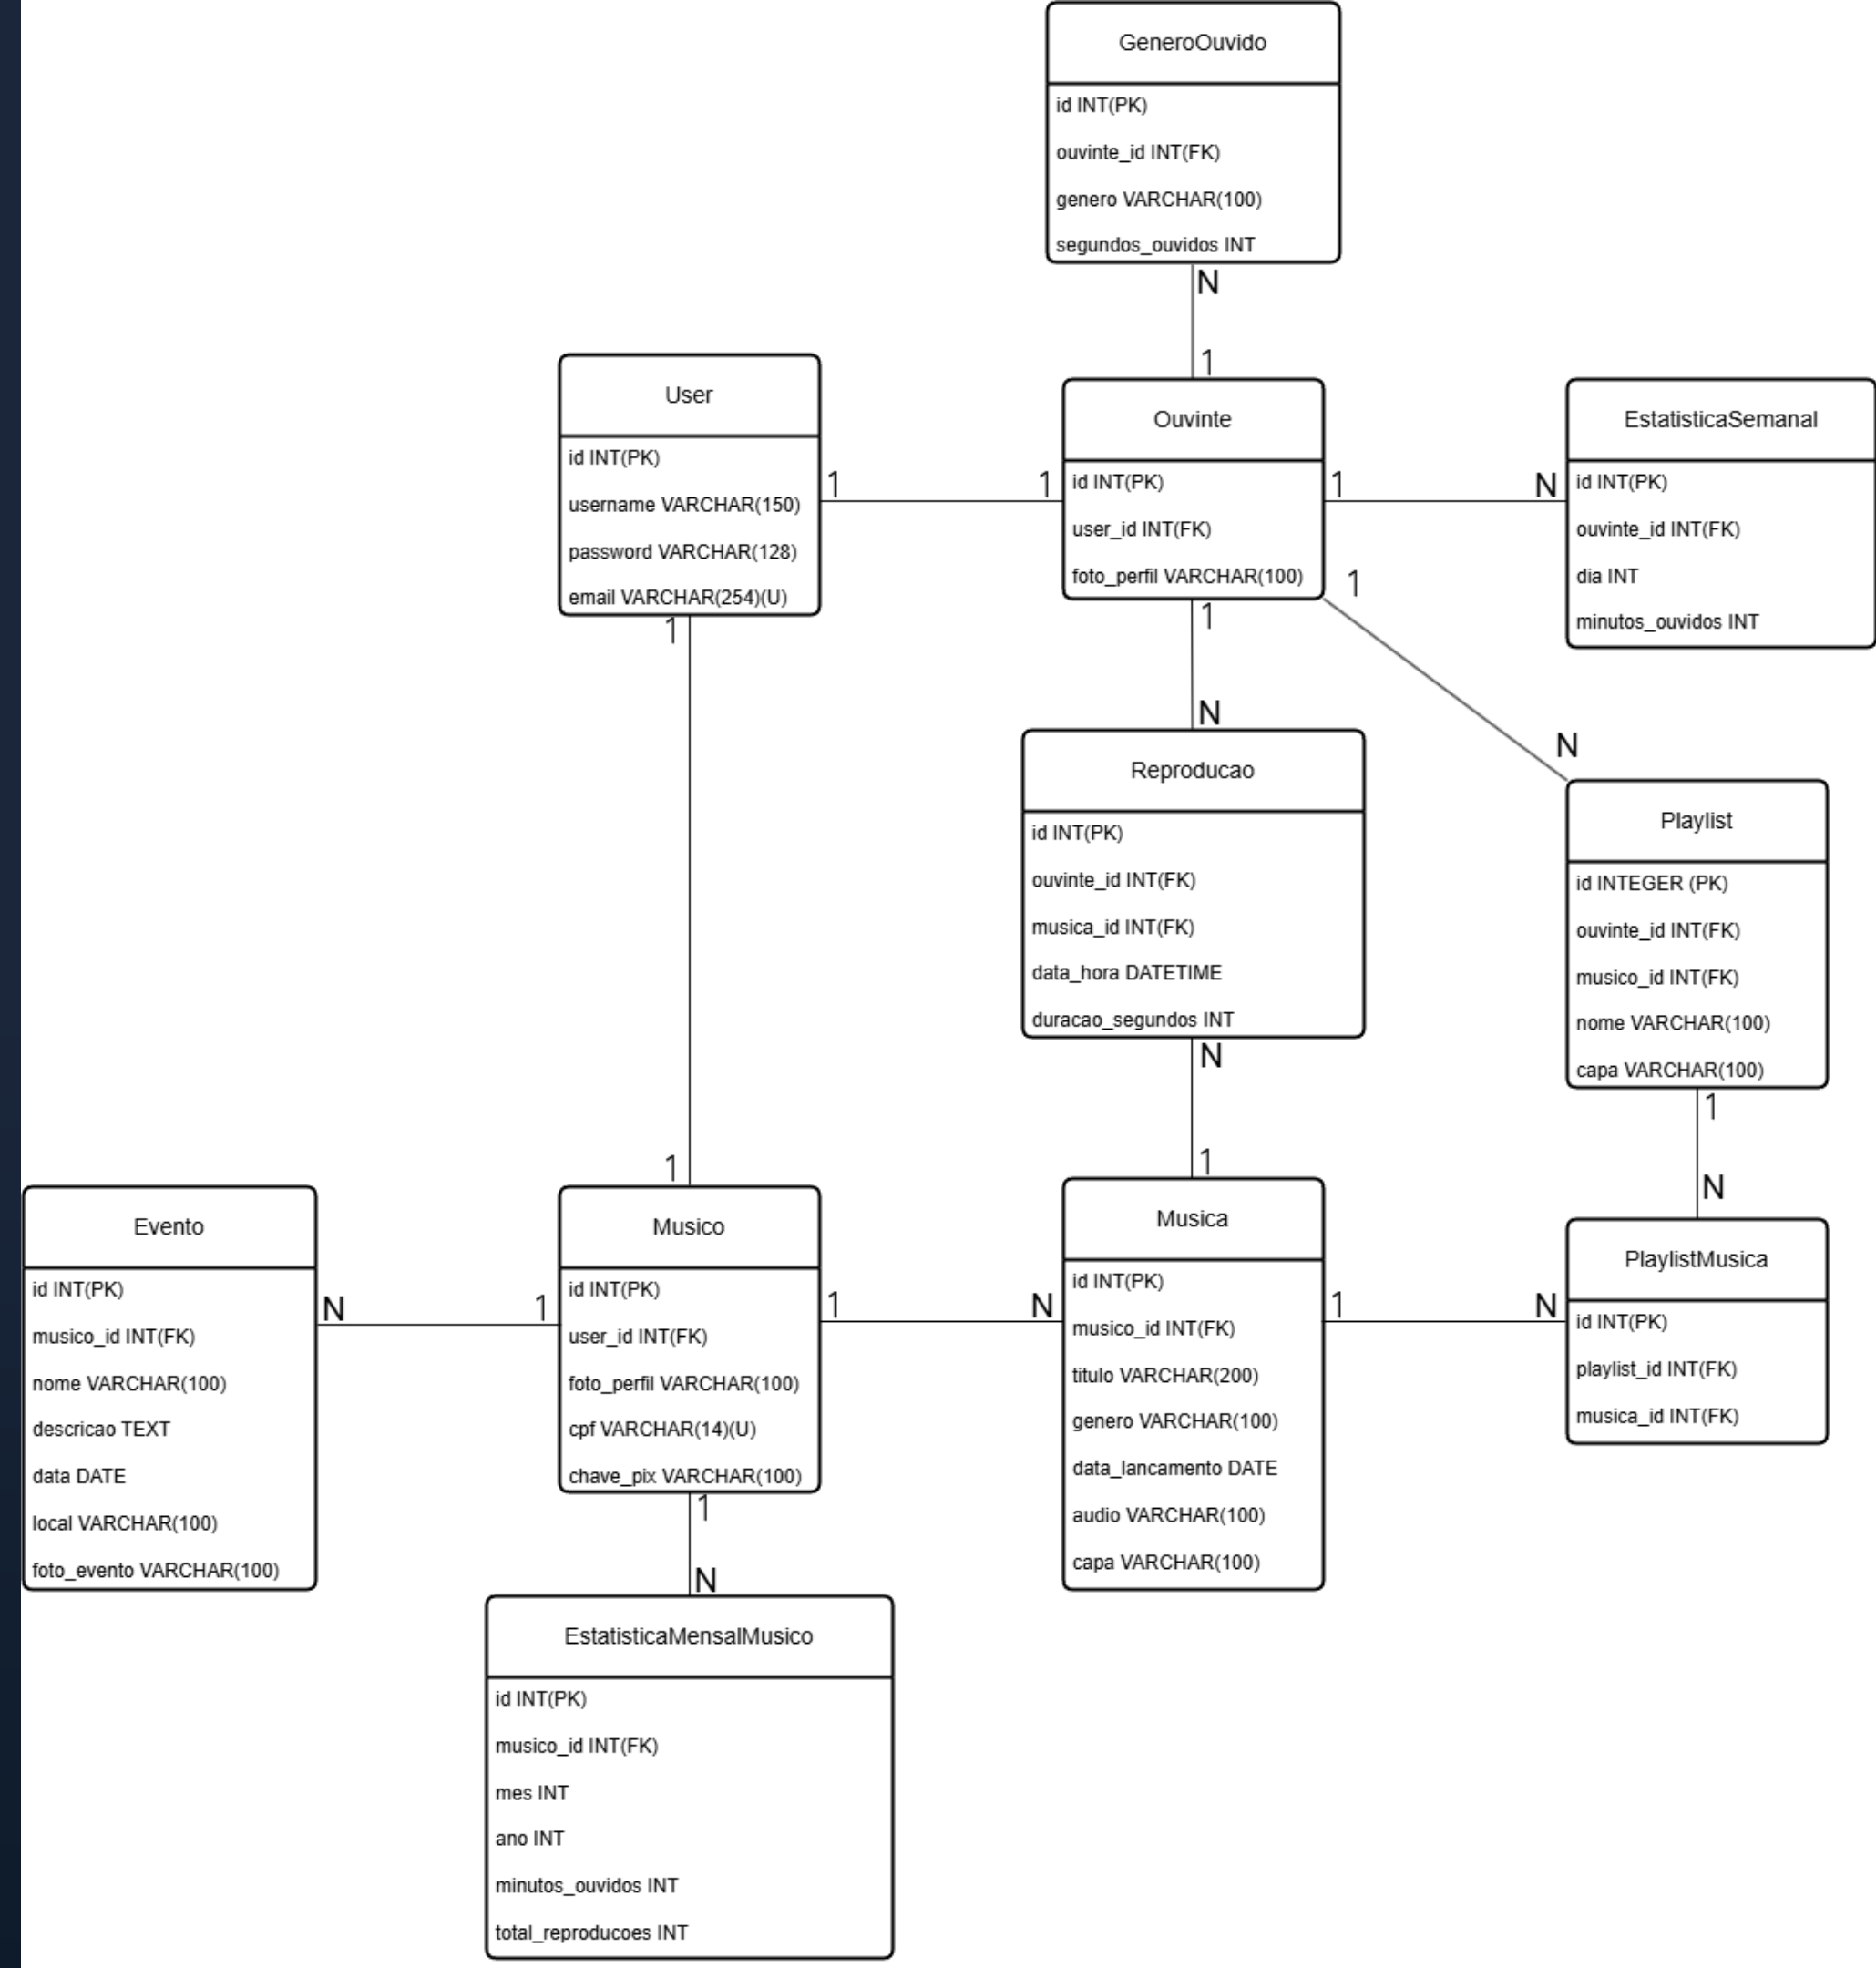 GeneroOuvido
id INT(PK)
ouvinte_id INT(FK)
genero VARCHAR(100)
segundos_ouvidos INT
N
1
User
id INT(PK)
username VARCHAR(150)
password VARCHAR(128)
email VARCHAR(254)(U)
1
1
1
Ouvinte
id INT(PK)
user_id INT(FK)
foto_perfil VARCHAR(100)
1
N
1
1
N
EstatisticaSemanal
id INT(PK)
ouvinte_id INT(FK)
dia INT
minutos_ouvidos INT
N
Reproducao
id INT(PK)
ouvinte_id INT(FK)
musica_id INT(FK)
data_hora DATETIME
duracao_segundos INT
N
1
Playlist
id INTEGER (PK)
ouvinte_id INT(FK)
musico_id INT(FK)
nome VARCHAR(100)
capa VARCHAR(100)
1
N
1
Evento
id INT(PK)
musico_id INT(FK)
nome VARCHAR(100)
descricao TEXT
data DATE
local VARCHAR(100)
foto_evento VARCHAR(100)
N
1
Musico
id INT(PK)
user_id INT(FK)
foto_perfil VARCHAR(100)
cpf VARCHAR(14)(U)
chave_pix VARCHAR(100)
1
N
Musica
id INT(PK)
musico_id INT(FK)
titulo VARCHAR(200)
genero VARCHAR(100)
data_lancamento DATE
audio VARCHAR(100)
capa VARCHAR(100)
1
N
PlaylistMusica
id INT(PK)
playlist_id INT(FK)
musica_id INT(FK)
1
N
EstatisticaMensalMusico
id INT(PK)
musico_id INT(FK)
mes INT
ano INT
minutos_ouvidos INT
total_reproducoes INT